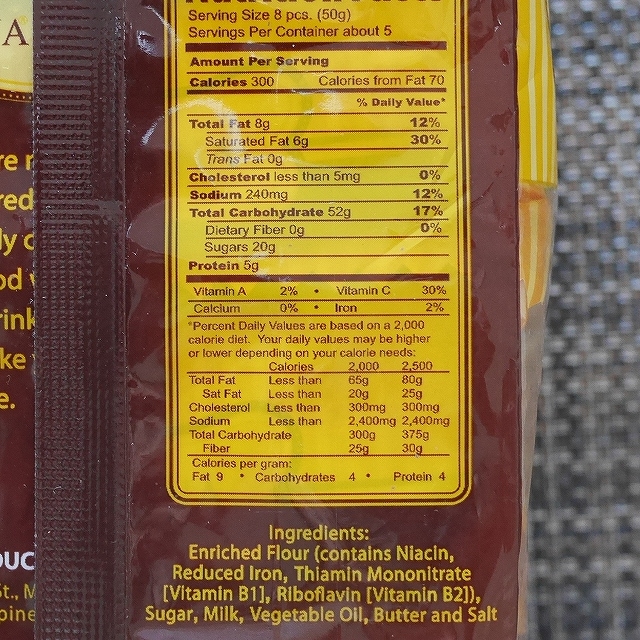 Serving Size 8 pcs. (50g)
Servings Per Container about 5
Amount Per Serving
Calories 300 Calories from Fat 70
% Daily Value*
Total Fat 8g 12%
Saturated Fat 6g 30%
Trans Fat 0g
Cholesterol less than 5mg 0%
Sodium 240mg 12%
Total Carbohydrate 52g 17%
Dietary Fiber 0g 0%
Sugars 20g
Protein 5g
Vitamin A 2% • Vitamin C 30%
Calcium 0% • Iron 2%
*Percent Daily Values are based on a 2,000
calorie diet. Your daily values may be higher
or lower depending on your calorie needs:
Calories 2,000 2,500
Total Fat Less than 65g 80g
Sat Fat Less than 20g 25g
Cholesterol Less than 300mg 300mg
Sodium Less than 2,400mg 2,400mg
Total Carbohydrate 300g 375g
Fiber 25g 30g
Calories per gram:
Fat 9 • Carbohydrates 4 • Protein 4
Ingredients:
Enriched Flour (contains Niacin,
Reduced Iron, Thiamin Mononitrate
[Vitamin B1], Riboflavin [Vitamin B2]),
Sugar, Milk, Vegetable Oil, Butter and Salt